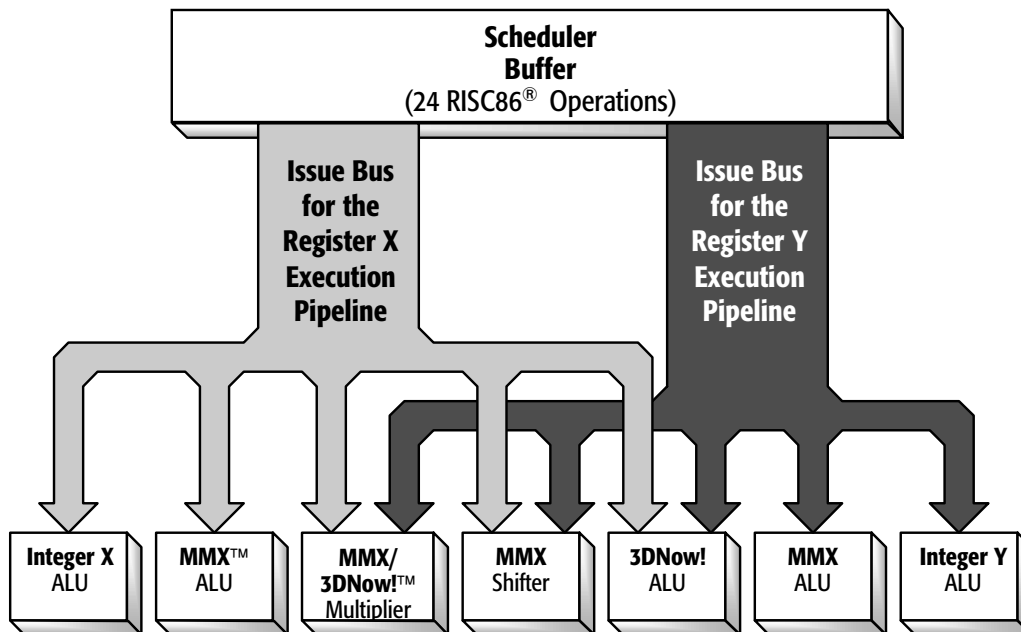 Scheduler
Buffer
(24 RISC86® Operations)
Issue Bus
for the
Register X
Execution
Pipeline
Issue Bus
for the
Register Y
Execution
Pipeline
Integer X
ALU
MMX™
ALU
MMX/
3DNow!™
Multiplier
MMX
Shifter
3DNow!
ALU
MMX
ALU
Integer Y
ALU